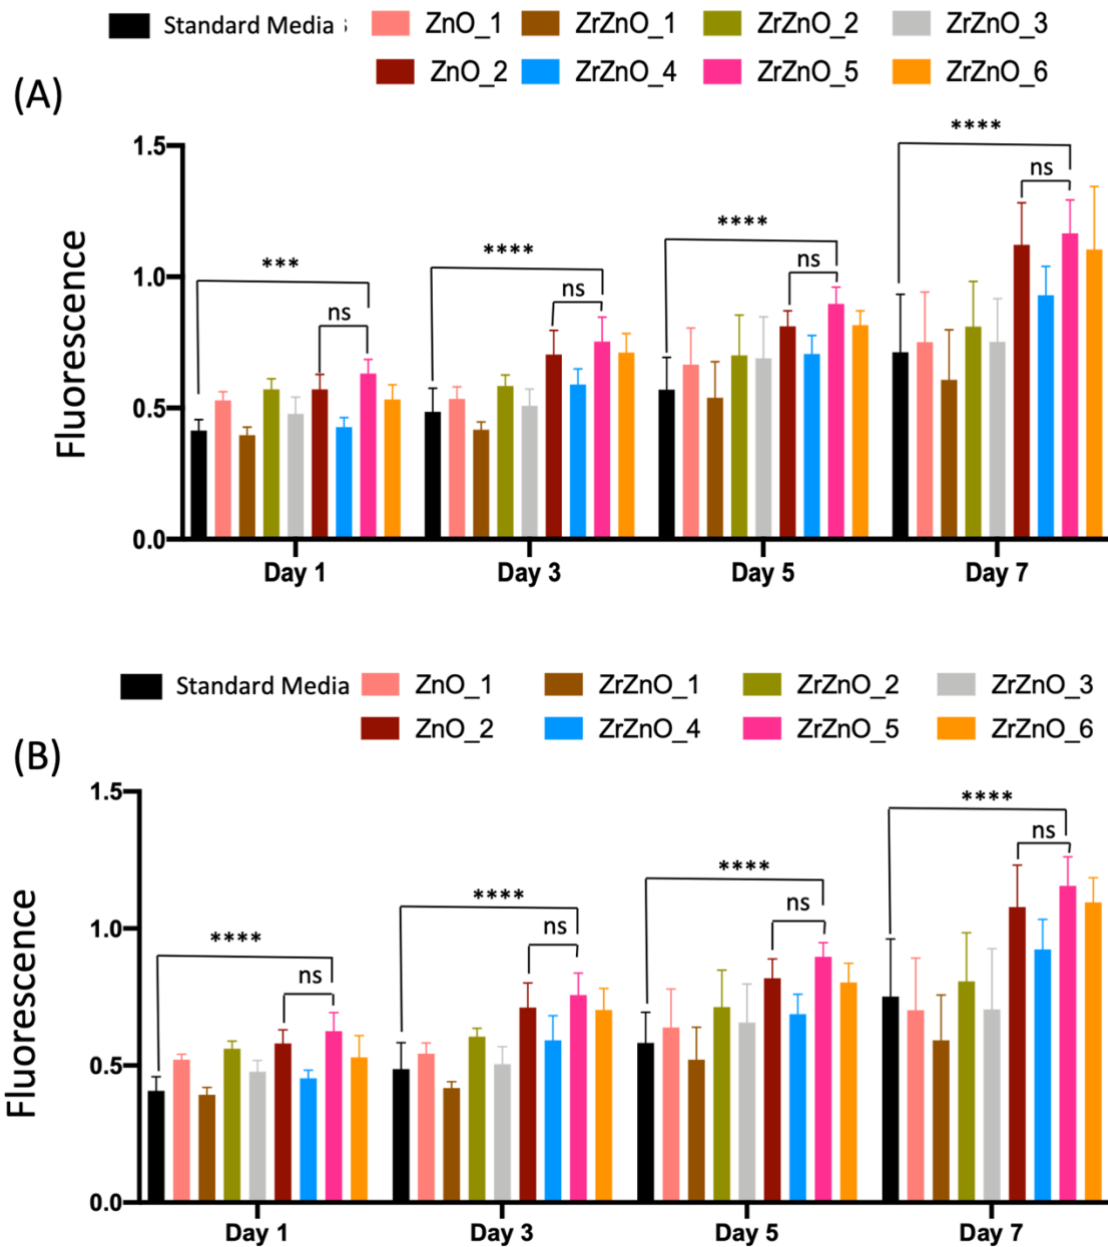 Standard Media ZnO_1 ZrZnO_1 ZrZnO_2 ZrZnO_3
ZnO_2 ZrZnO_4 ZrZnO_5 ZrZnO_6
(A)
****
1.5
ns
****
****
***
ns
1.0
ns
ns
Fluorescence
0.5
0.0
Day 1 Day 3 Day 5 Day 7
Standard Media ZnO_1 ZrZnO_1 ZrZnO_2 ZrZnO_3
ZnO_2 ZrZnO_4 ZrZnO_5 ZrZnO_6
(B)
1.5
****
ns
****
****
ns
****
ns
1.0
ns
Fluorescence
0.5
0.0
Day 1 Day 3 Day 5 Day 7